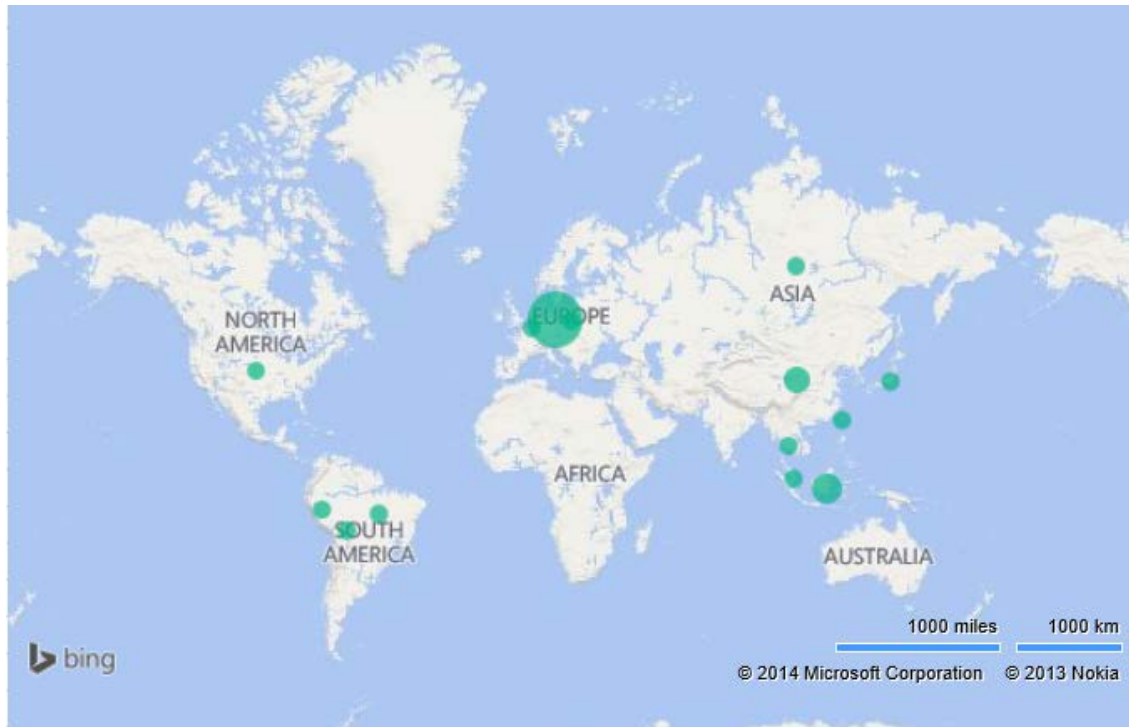 NORTH
AMERICA
EUROPE
ASIA
AFRICA
SOUTH
AMERICA
AUSTRALIA
bing
1000 miles 1000 km
© 2014 Microsoft Corporation © 2013 Nokia